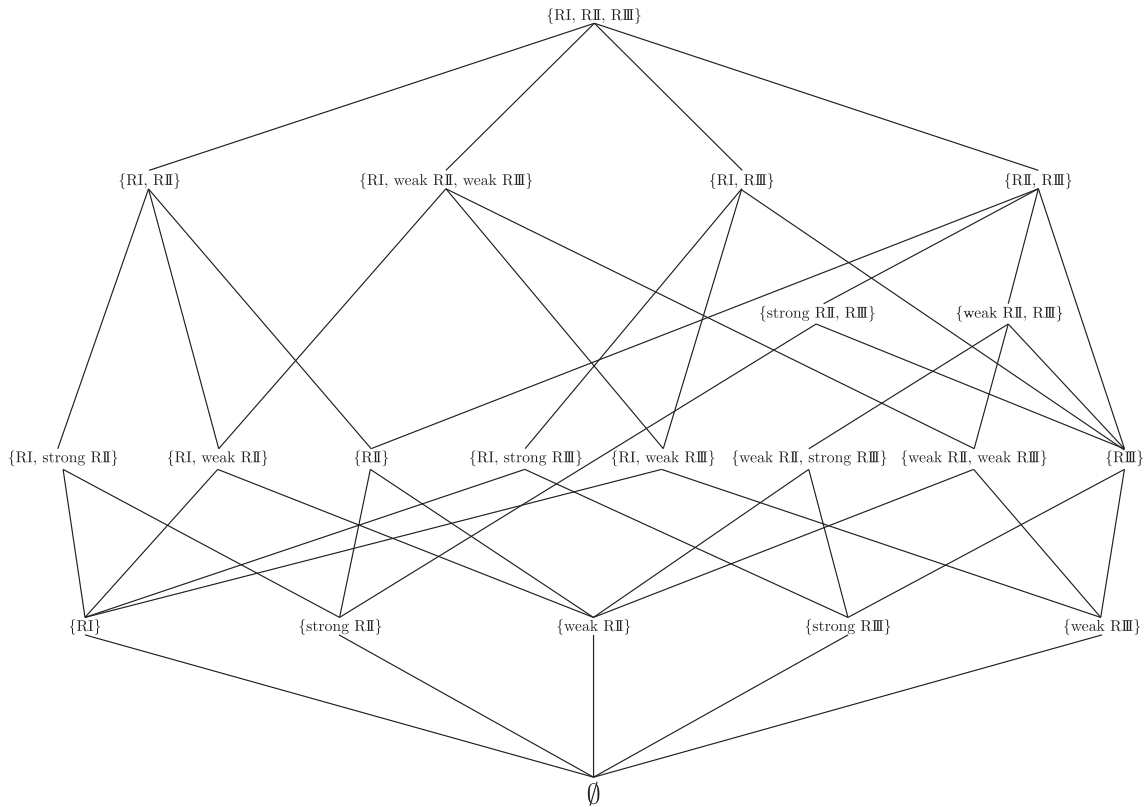 {RI, RⅡ, RⅢ}
{RI, RⅡ} {RI, weak RⅡ, weak RⅢ} {RI, RⅢ} {RⅡ, RⅢ}
{strong RⅡ, RⅢ} {weak RⅡ, RⅢ}
{RI, strong RⅡ} {RI, weak RⅡ} {RⅡ} {RI, strong RⅢ} {RI, weak RⅢ} {weak RⅡ, strong RⅢ} {weak RⅡ, weak RⅢ} {RⅢ}
{RI} {strong RⅡ} {weak RⅡ} {strong RⅢ} {weak RⅢ}
∅